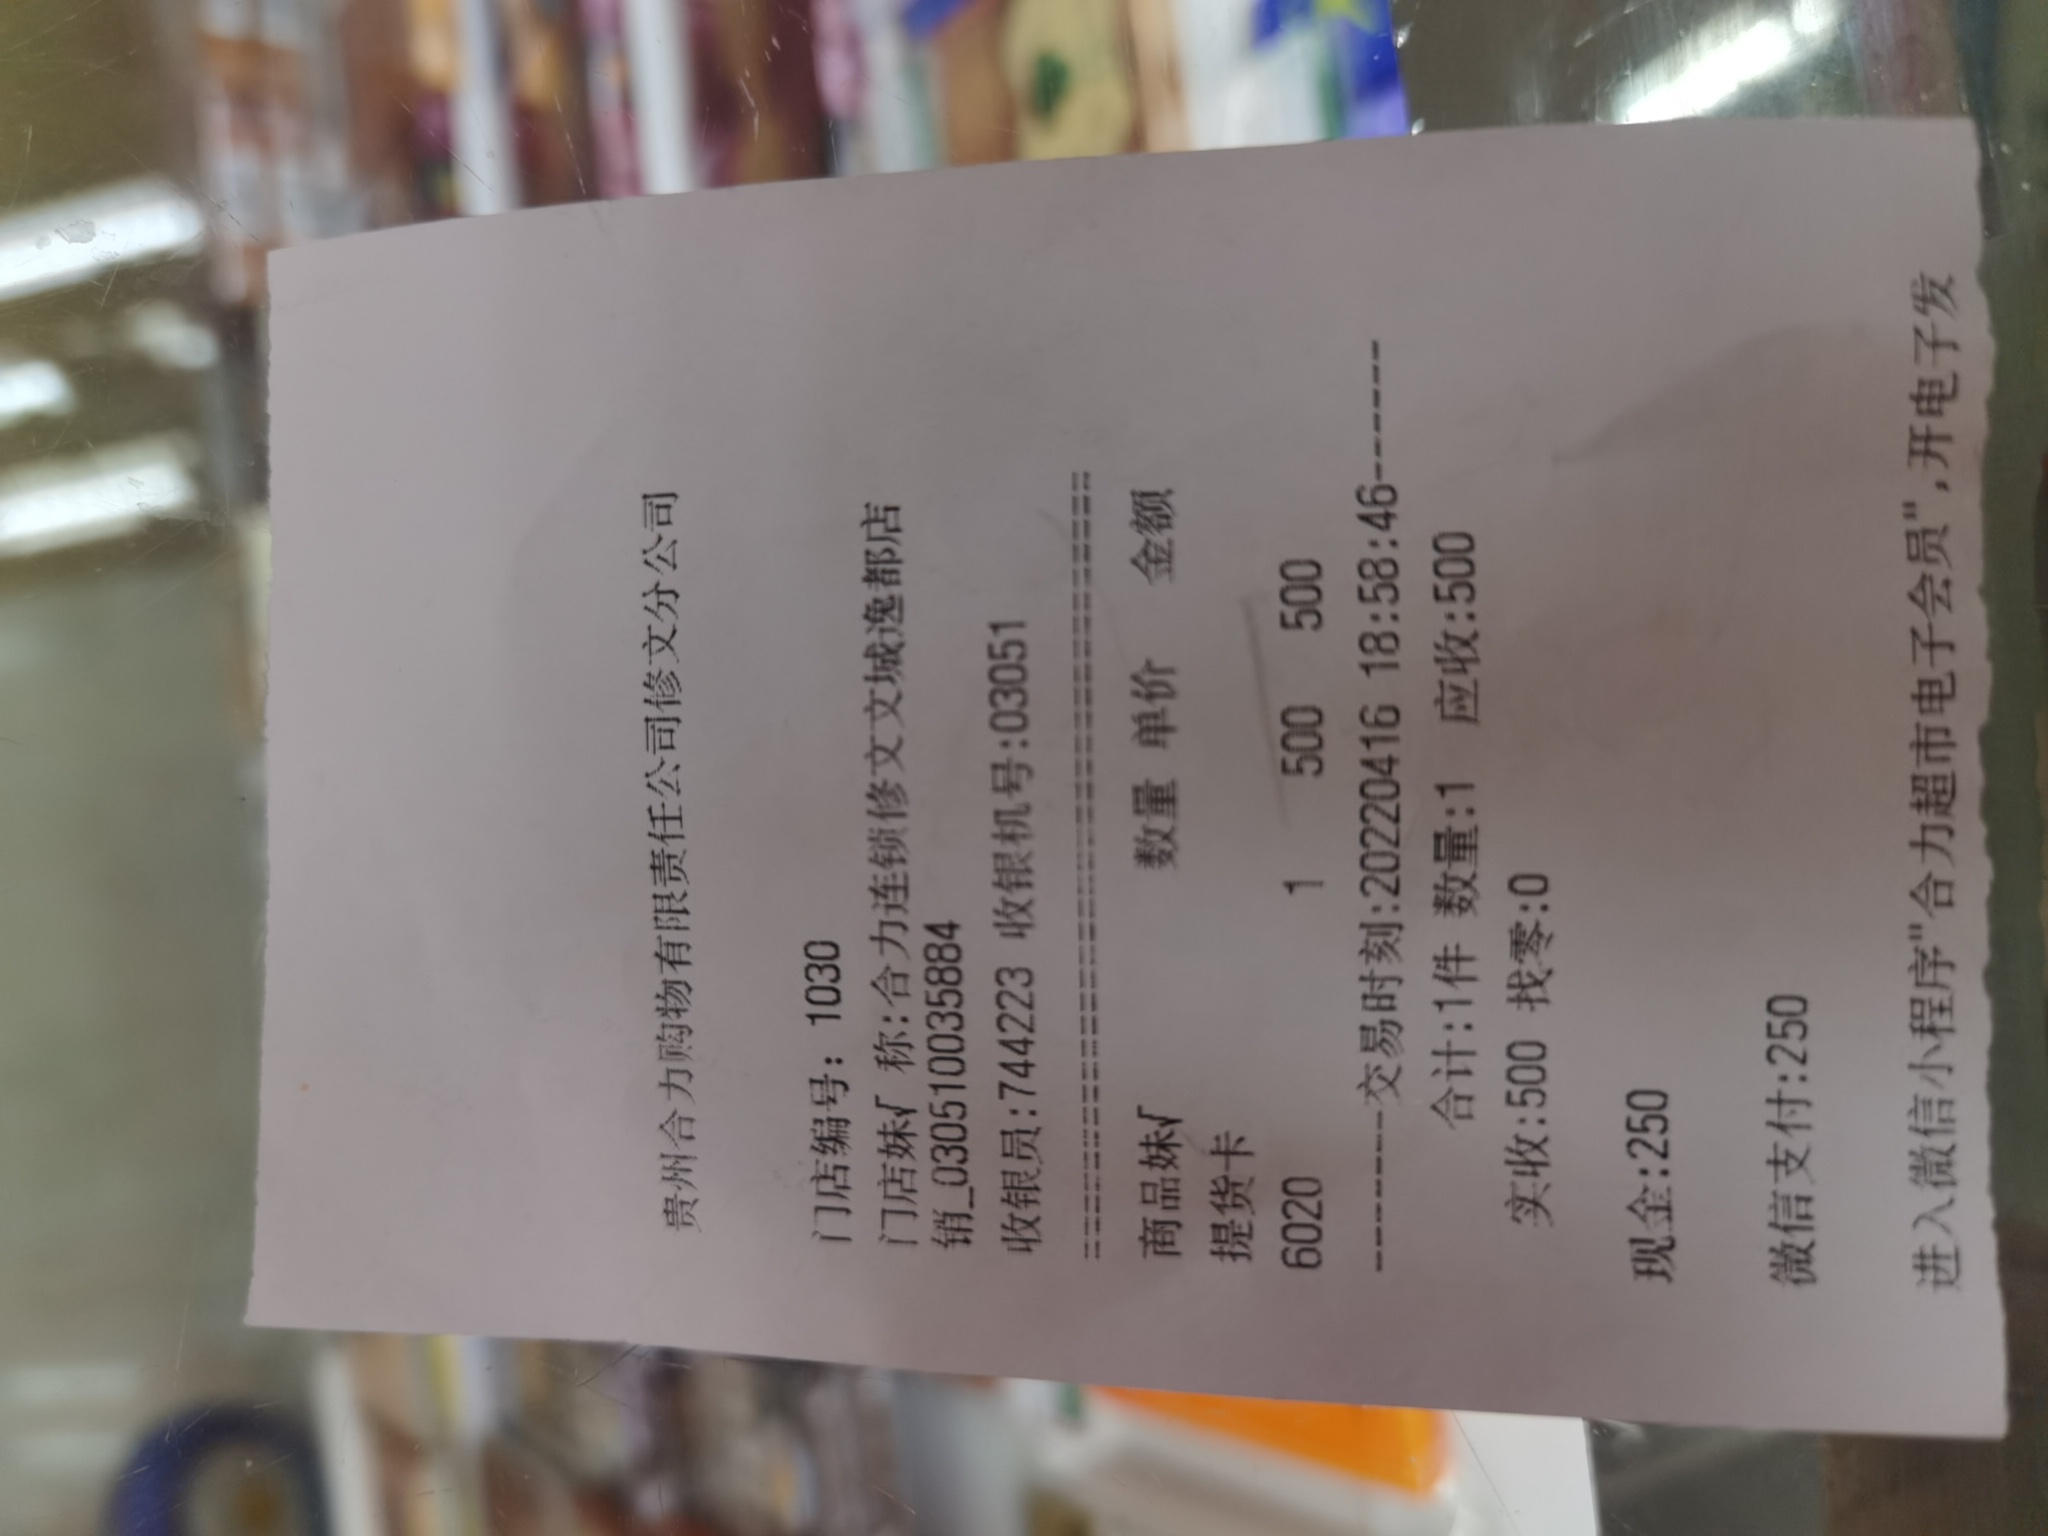 贵州合力购物有限责任公司修文分公司
门店编号: 1030
门店妹√ 称:合力连锁修文文城逸都店
销_0305100035884
收银员:7442223 收银机号:03051
商品妹√ 数量 单价 金额
提货卡
6020 1 500 500
----------交易时刻:20220416 18:58:46------
合计:1件 数量:1 应收:500
实收:500 找零:0
现金:250
微信支付:250
进入微信小程序"合力超市电子会员",开电子发